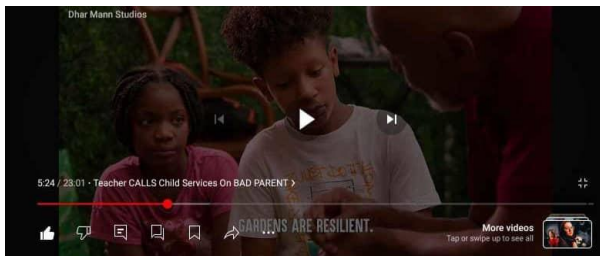 Dhar Mann Studios
5:24 / 23:01 • Teacher CALLS Child Services On BAD PARENT >
GARDENS ARE RESILIENT.
More videos
Tap or swipe up to see all